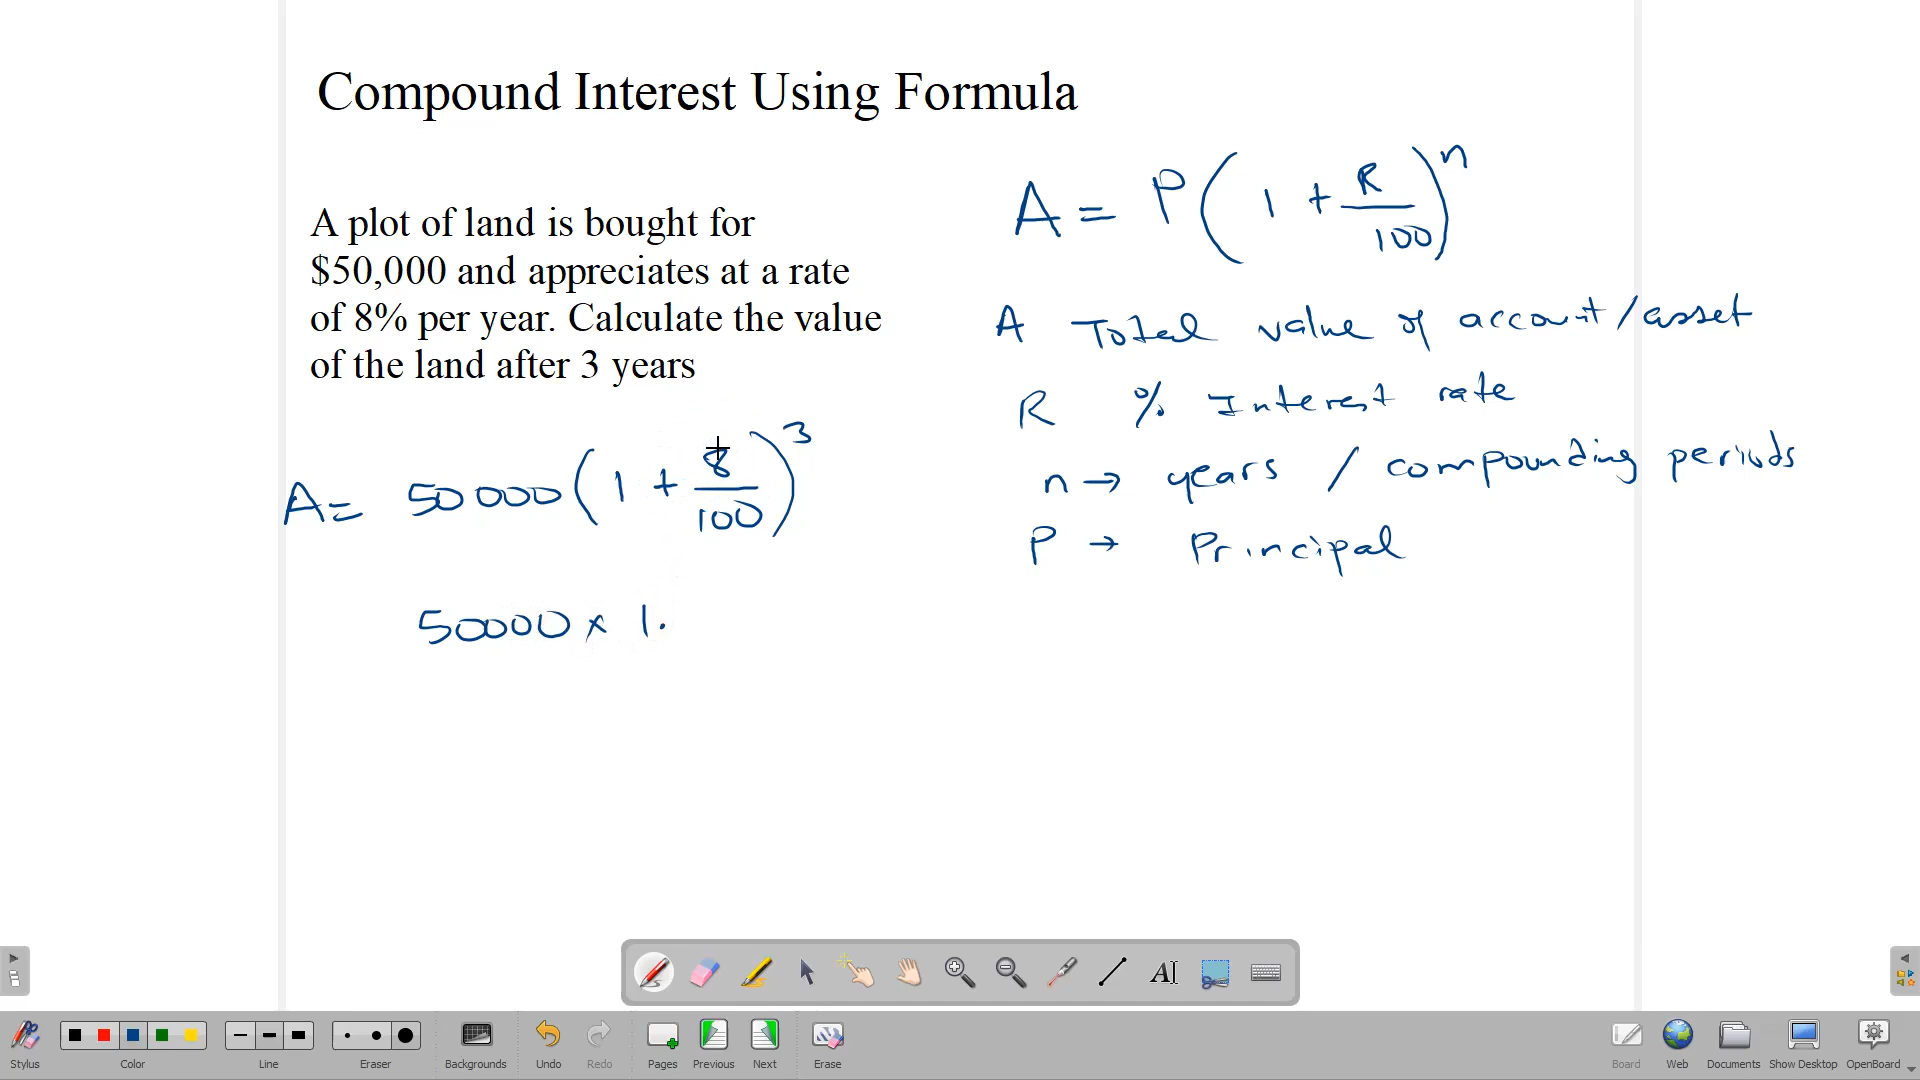 Compound Interest Using Formula
A plot of land is bought for
$50,000 and appreciates at a rate
of 8% per year. Calculate the value
of the land after 3 years
A = 50000 ( 1 + 8/100 )³
50000 × 1.
A = P ( 1 + R/100 )ⁿ
A Total value of account/asset
R % Interest rate
n → years / compounding periods
P → Principal
Stylus
Color
Line
Eraser
Backgrounds
Undo
Redo
Pages
Previous
Next
Erase
Board
Web
Documents
Show Desktop
OpenBoard